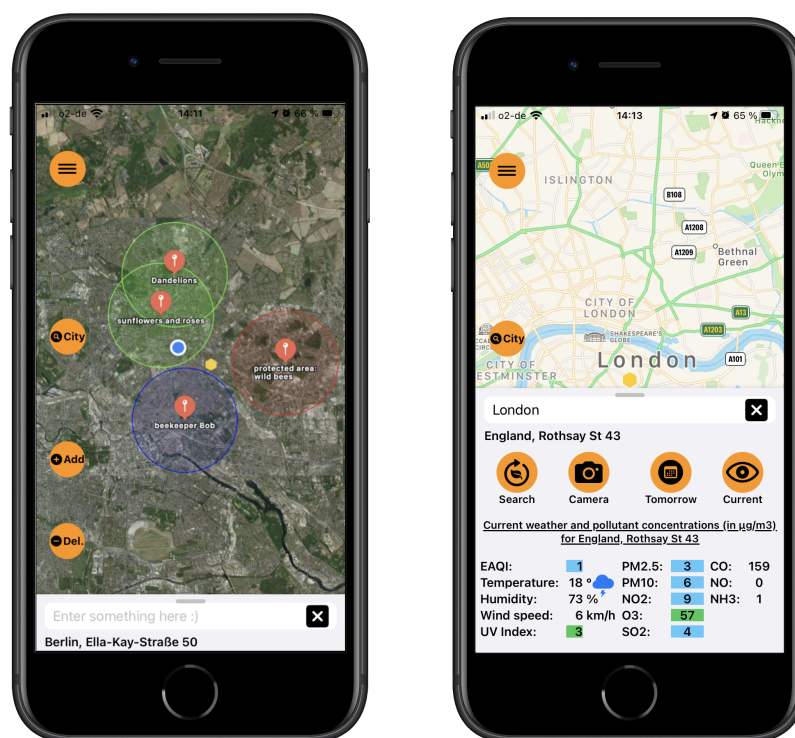 o2-de
14:11
66 %
Dandelions
sunflowers and roses
City
protected area:
wild bees
beekeeper Bob
Add
Del.
Enter something here :)
Berlin, Ella-Kay-Straße 50
o2-de
14:13
65 %
ISLINGTON
B108
A1208
A1209
Bethnal
Green
CITY OF
LONDON
A13
SHAKESPEARE'S
GLOBE
A1203
City
London
A101
CITY OF
London
England, Rothsay St 43
Search
Camera
Tomorrow
Current
Current weather and pollutant concentrations (in µg/m3)
for England, Rothsay St 43
EAQI: 1 PM2.5: 3 CO: 159
Temperature: 18 ° PM10: 6 NO: 0
Humidity: 73 % NO2: 9 NH3: 1
Wind speed: 6 km/h O3: 57
UV Index: 3 SO2: 4